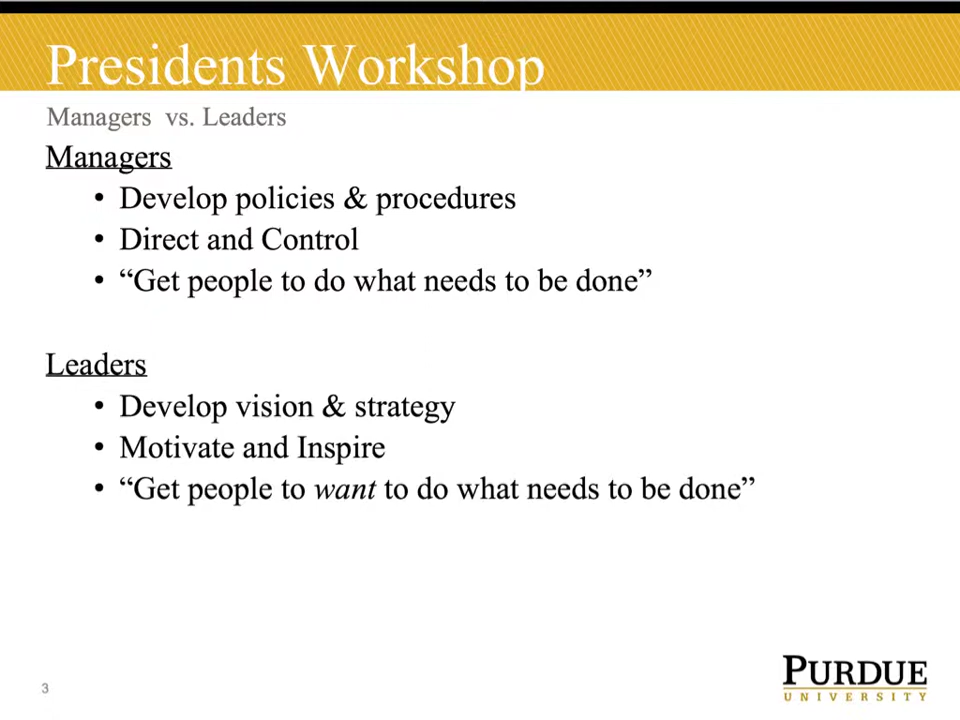 Presidents Workshop
Managers vs. Leaders
Managers
• Develop policies & procedures
• Direct and Control
• “Get people to do what needs to be done”
Leaders
• Develop vision & strategy
• Motivate and Inspire
• “Get people to want to do what needs to be done”
3
PURDUE
UNIVERSITY